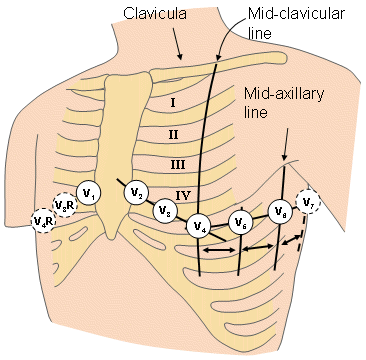 Clavicula
Mid-clavicular
line
I
Mid-axillary
line
II
III
IV
V1
V2
V3R
V4R
V3
V4
V5
V6
V7